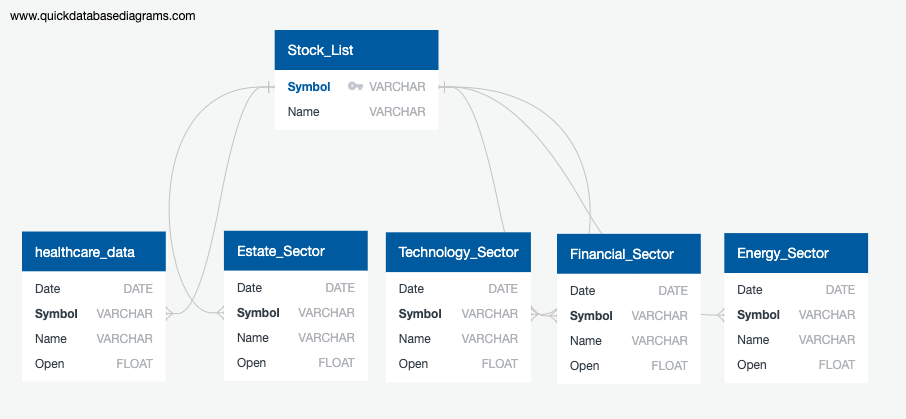 www.quickdatabasediagrams.com
Stock_List
Symbol VARCHAR
Name VARCHAR
healthcare_data
Date DATE
Symbol VARCHAR
Name VARCHAR
Open FLOAT
Estate_Sector
Date DATE
Symbol VARCHAR
Name VARCHAR
Open FLOAT
Technology_Sector
Date DATE
Symbol VARCHAR
Name VARCHAR
Open FLOAT
Financial_Sector
Date DATE
Symbol VARCHAR
Name VARCHAR
Open FLOAT
Energy_Sector
Date DATE
Symbol VARCHAR
Name VARCHAR
Open FLOAT